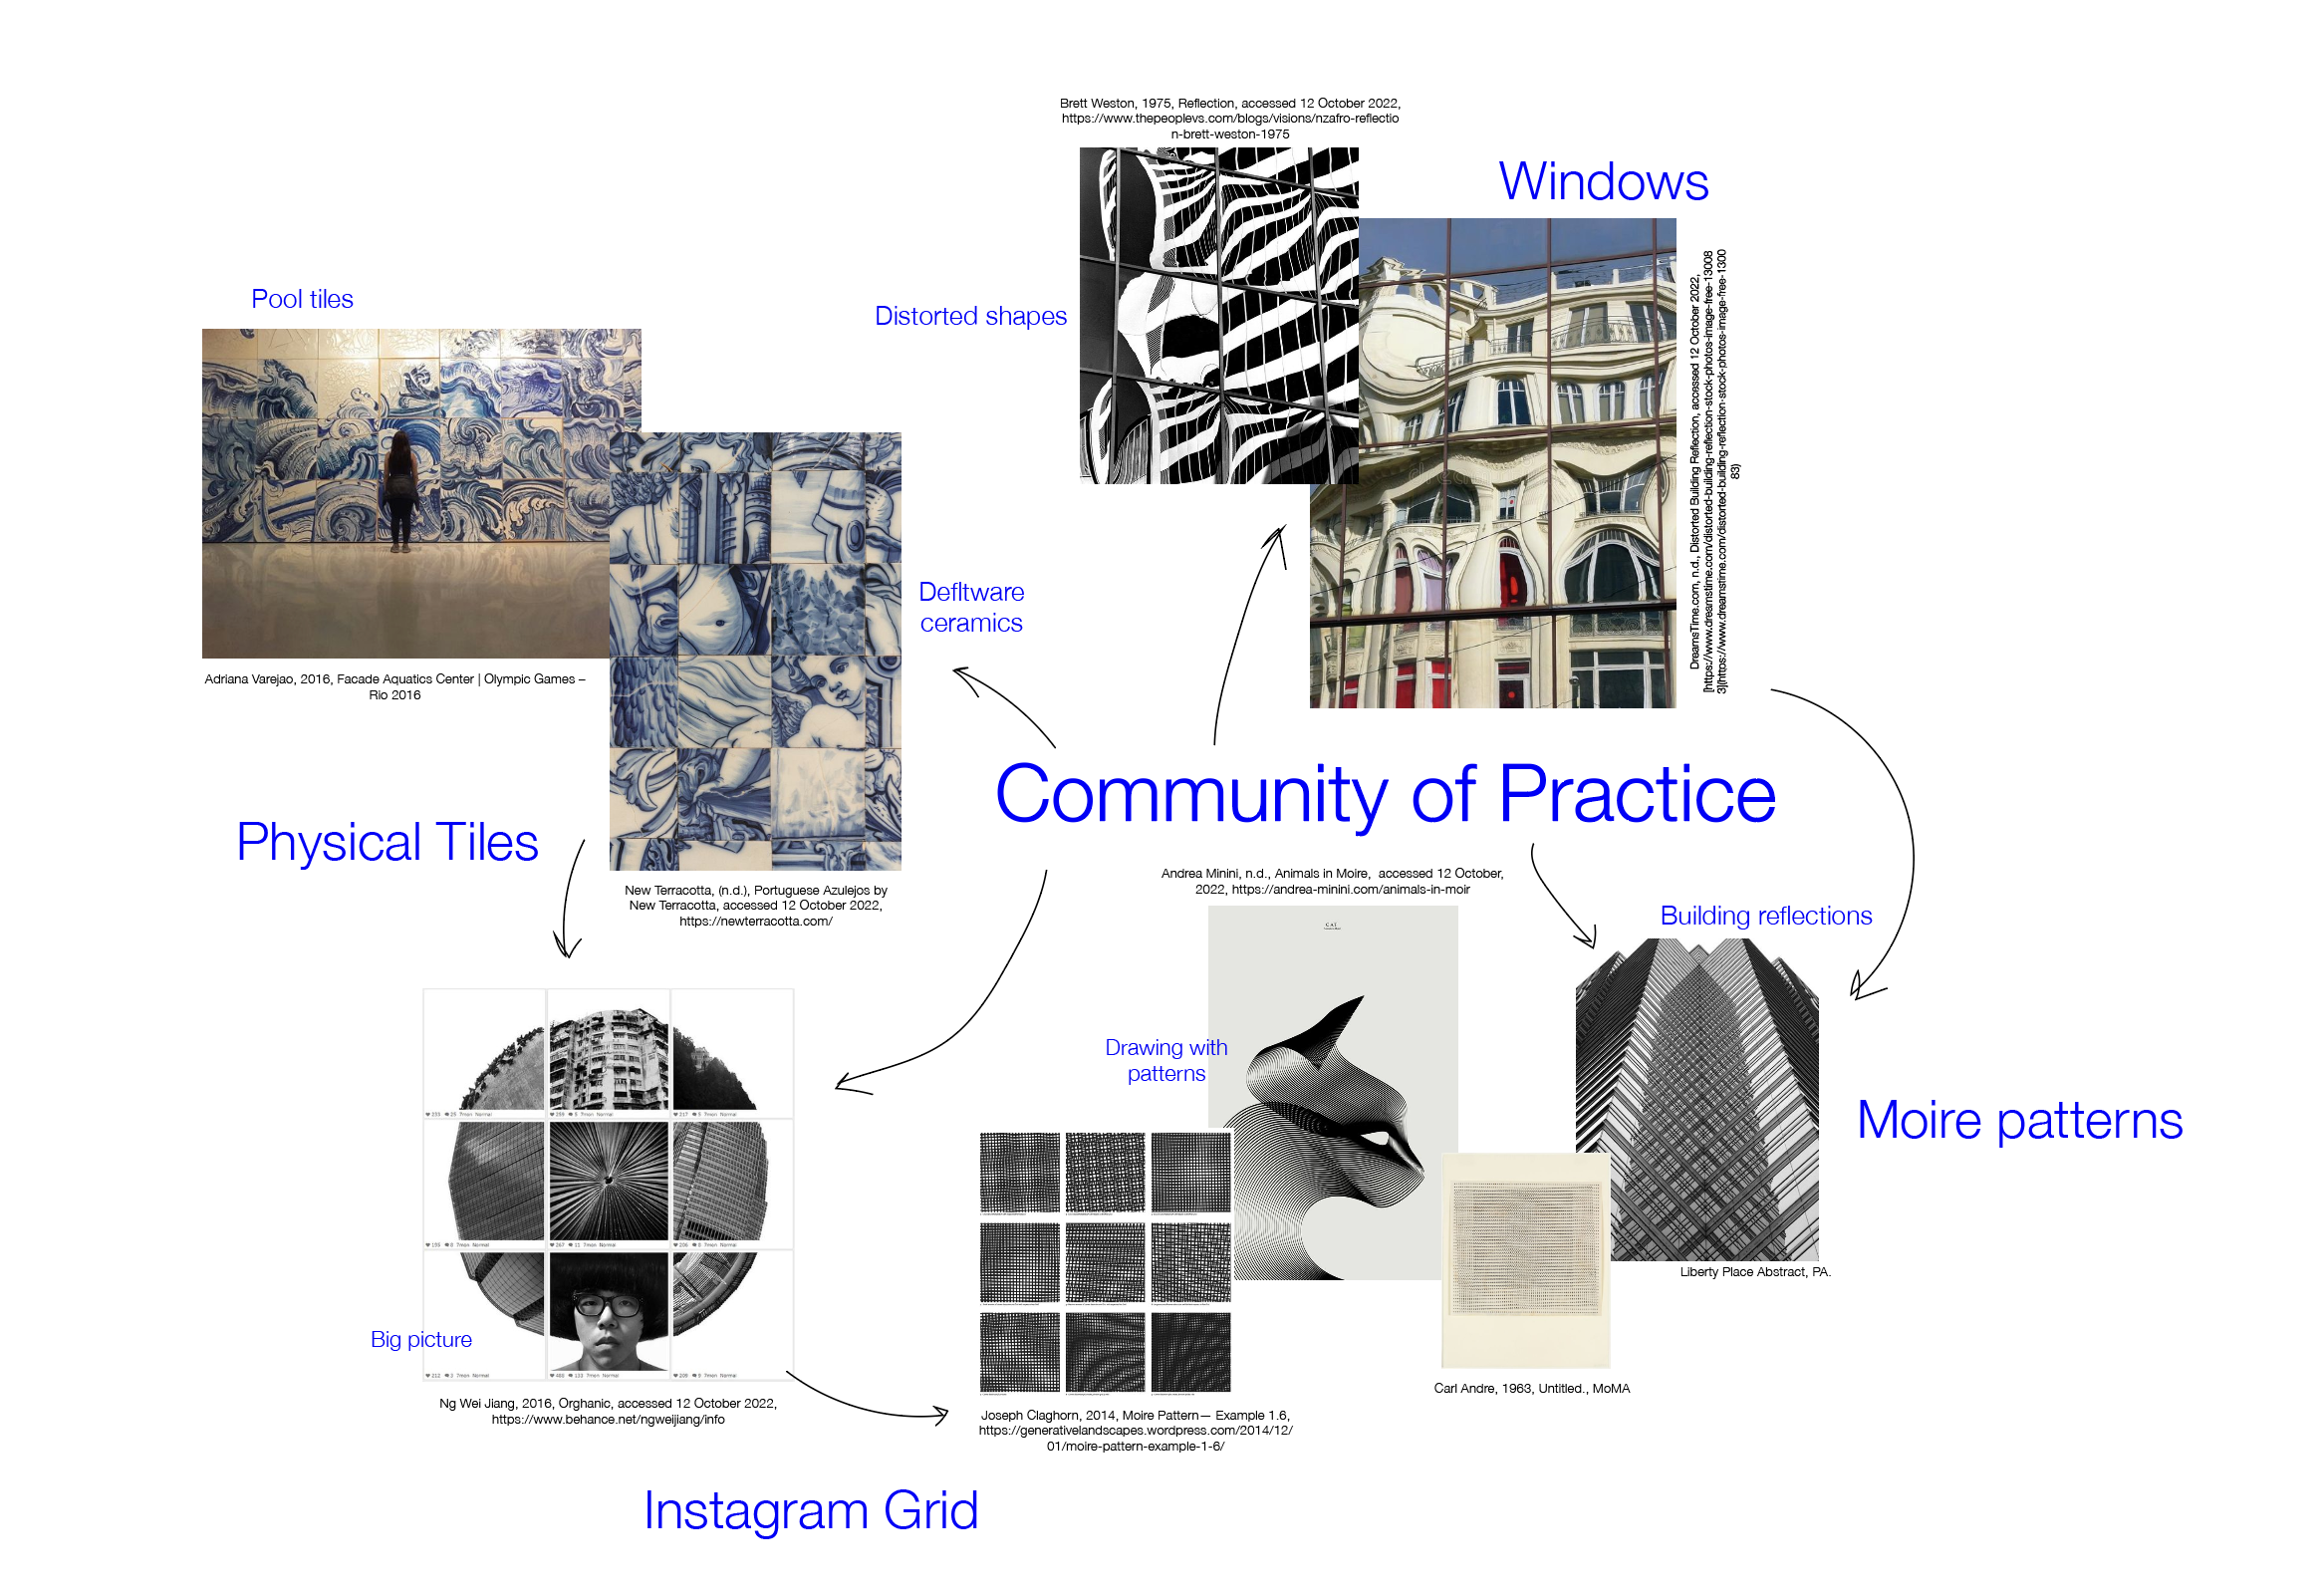 Brett Weston, 1975, Reflection, accessed 12 October 2022,
https://www.thepeoplevs.com/blogs/visions/nzafro-reflectio
n-brett-weston-1975
Windows
Distorted shapes
DreamsTime.com, n.d., Distorted Building Reflection, accessed 12 October 2022,
[https://www.dreamstime.com/distorted-building-reflection-stock-photos-image-free-13008
3](https://www.dreamstime.com/distorted-building-reflection-stock-photos-image-free-1300
83)
Pool tiles
Adriana Varejao, 2016, Facade Aquatics Center | Olympic Games –
Rio 2016
Defltware
ceramics
Physical Tiles
New Terracotta, (n.d.), Portuguese Azulejos by
New Terracotta, accessed 12 October 2022,
https://newterracotta.com/
Community of Practice
Andrea Minini, n.d., Animals in Moire,  accessed 12 October,
2022, https://andrea-minini.com/animals-in-moir
CAT
Building reflections
Drawing with
patterns
Moire patterns
Liberty Place Abstract, PA.
Carl Andre, 1963, Untitled., MoMA
Big picture
Ng Wei Jiang, 2016, Orghanic, accessed 12 October 2022,
https://www.behance.net/ngweijiang/info
Joseph Claghorn, 2014, Moire Pattern— Example 1.6,
https://generativelandscapes.wordpress.com/2014/12/
01/moire-pattern-example-1-6/
Instagram Grid